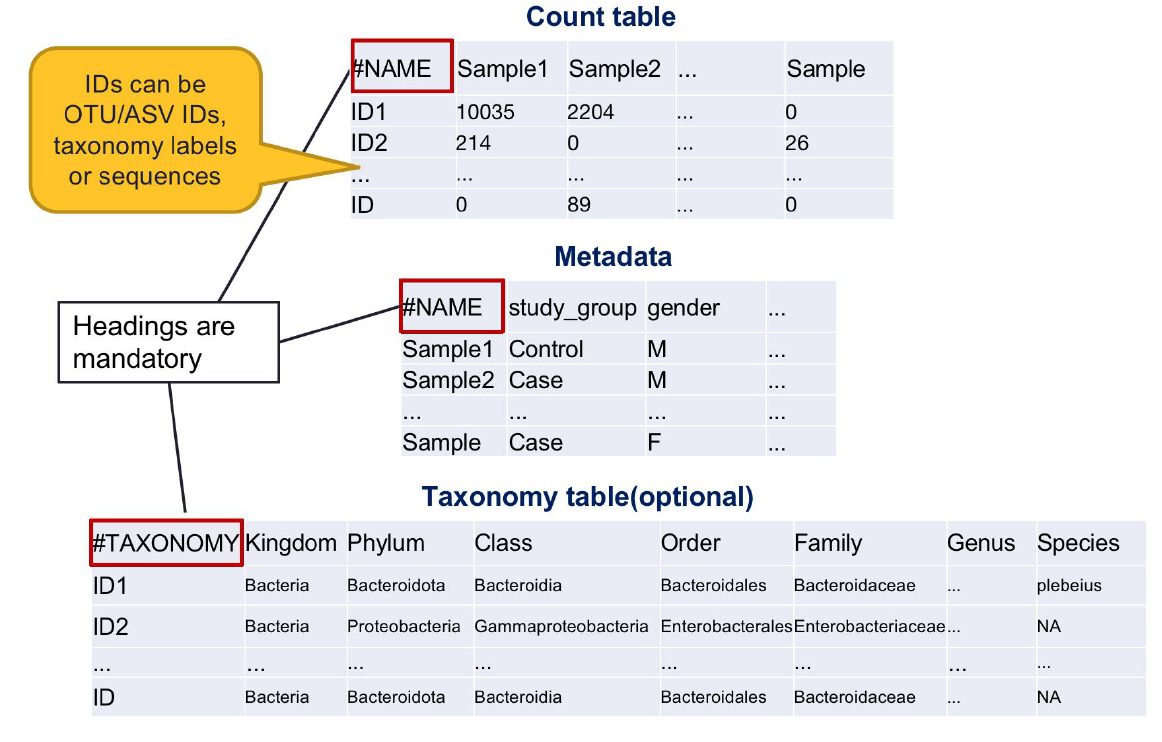 Count table
IDs can be
OTU/ASV IDs,
taxonomy labels
or sequences
#NAME Sample1 Sample2 ... Sample
ID1 10035 2204 ... 0
ID2 214 0 ... 26
... ... ... ... ...
ID 0 89 ... 0
Metadata
Headings are
mandatory
#NAME study_group gender ...
Sample1 Control M ...
Sample2 Case M ...
... ... ... ...
Sample Case F ...
Taxonomy table(optional)
#TAXONOMY Kingdom Phylum Class Order Family Genus Species
ID1 Bacteria Bacteroidota Bacteroidia Bacteroidales Bacteroidaceae ... plebeius
ID2 Bacteria Proteobacteria Gammaproteobacteria Enterobacterales Enterobacteriaceae ... NA
... ... ... ... ... ... ... ...
ID Bacteria Bacteroidota Bacteroidia Bacteroidales Bacteroidaceae ... NA